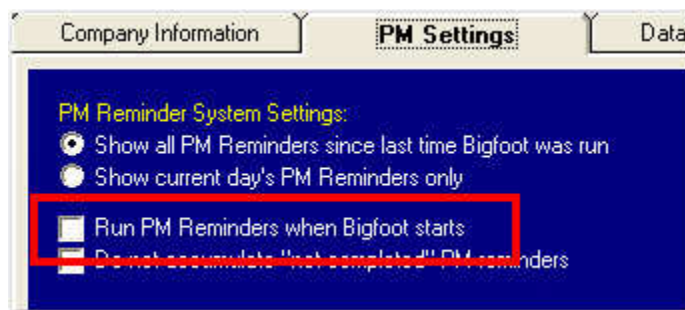 Company Information PM Settings Data
PM Reminder System Settings:
Show all PM Reminders since last time Bigfoot was run
Show current day's PM Reminders only
Run PM Reminders when Bigfoot starts
Do not accumulate "not completed" PM reminders